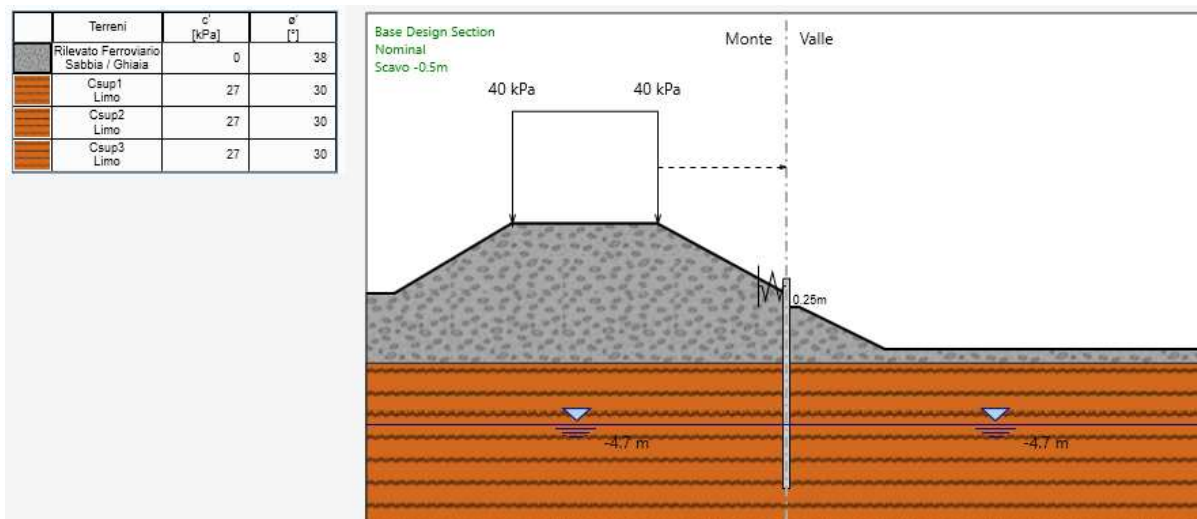 Terreni
c'
[kPa]
ø'
[°]
Rilevato Ferroviario
Sabbia / Ghiaia
0
38
Csup1
Limo
27
30
Csup2
Limo
27
30
Csup3
Limo
27
30
Base Design Section
Nominal
Scavo -0.5m
Monte
Valle
40 kPa
40 kPa
0.25m
-4.7 m
-4.7 m